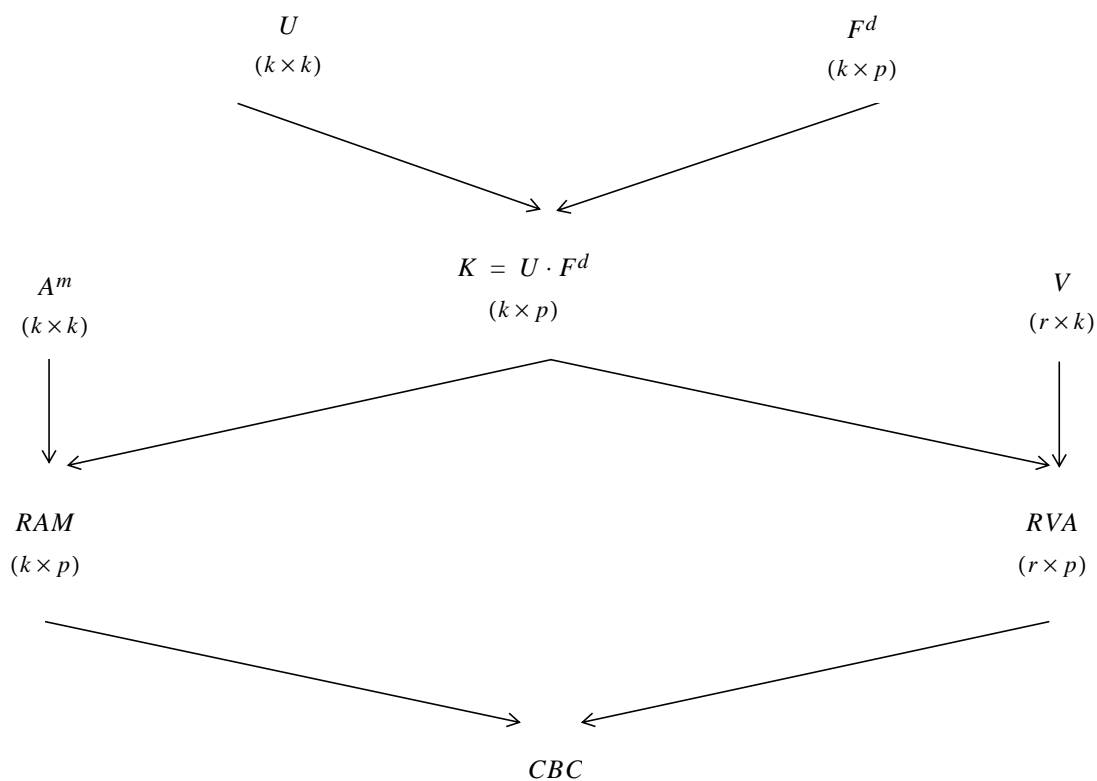 U
(k × k)
F^d
(k × p)
K = U · F^d
(k × p)
A^m
(k × k)
V
(r × k)
RAM
(k × p)
RVA
(r × p)
CBC